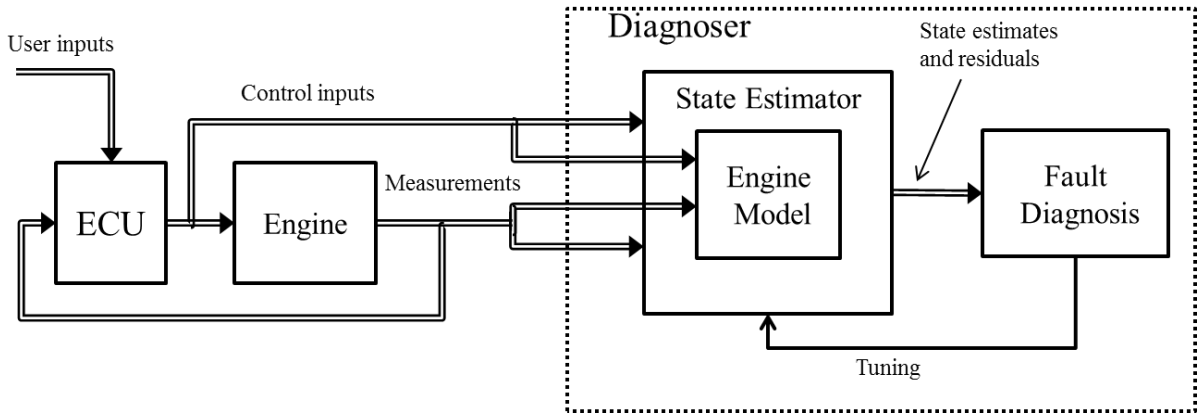 User inputs
Diagnoser
State estimates
and residuals
Control inputs
State Estimator
Measurements
Engine
Model
Fault
Diagnosis
ECU
Engine
Tuning